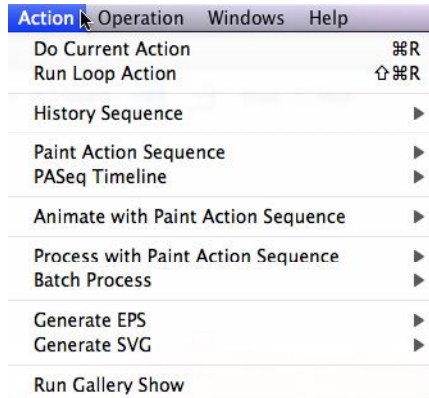 Action Operation Windows Help
Do Current Action ⌘R
Run Loop Action ⇧⌘R
History Sequence ▶
Paint Action Sequence ▶
PASeq Timeline ▶
Animate with Paint Action Sequence ▶
Process with Paint Action Sequence ▶
Batch Process ▶
Generate EPS ▶
Generate SVG ▶
Run Gallery Show